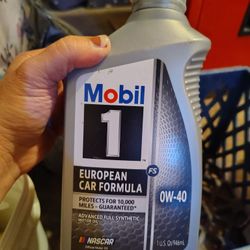 Mobil
1
EUROPEAN
CAR FORMULA
FS
0W-40
PROTECTS FOR 10,000
MILES - GUARANTEED*
ADVANCED FULL SYNTHETIC
MOTOR OIL
NASCAR
1 U.S. Qt/946mL